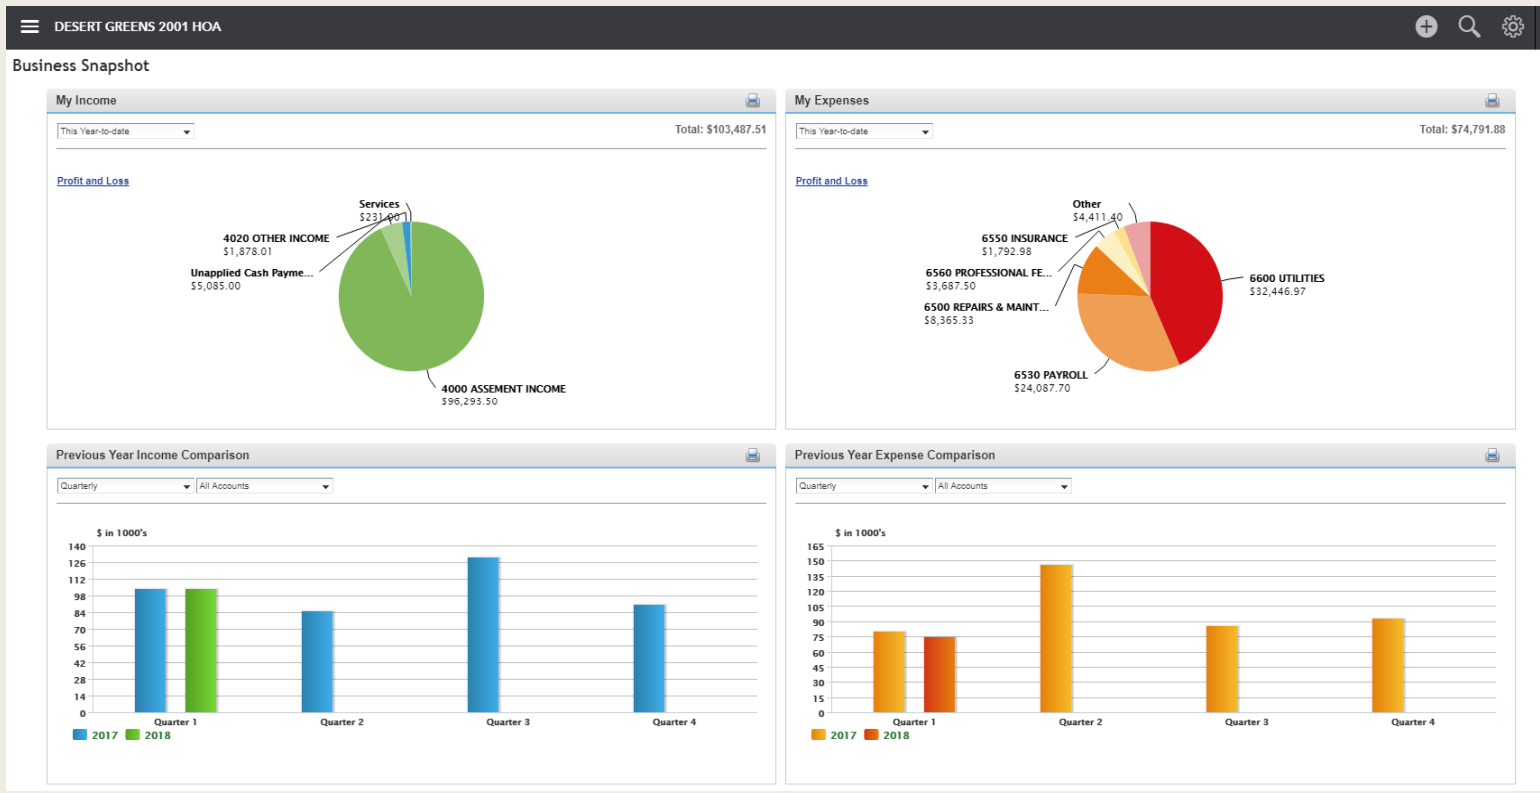 DESERT GREENS 2001 HOA
Business Snapshot
My Income
This Year-to-date
Total: $103,487.51
Profit and Loss
Services
$231.00
4020 OTHER INCOME
$1,878.01
Unapplied Cash Payme...
$5,085.00
4000 ASSEMENT INCOME
$96,293.50
My Expenses
This Year-to-date
Total: $74,791.88
Profit and Loss
Other
$4,411.40
6550 INSURANCE
$1,792.98
6560 PROFESSIONAL FE...
$3,687.50
6500 REPAIRS & MAINT...
$8,365.33
6600 UTILITIES
$32,446.97
6530 PAYROLL
$24,087.70
Previous Year Income Comparison
Quarterly
All Accounts
$ in 1000's
140
126
112
98
84
70
56
42
28
14
0
Quarter 1
Quarter 2
Quarter 3
Quarter 4
2017
2018
Previous Year Expense Comparison
Quarterly
All Accounts
$ in 1000's
165
150
135
120
105
90
75
60
45
30
15
0
Quarter 1
Quarter 2
Quarter 3
Quarter 4
2017
2018